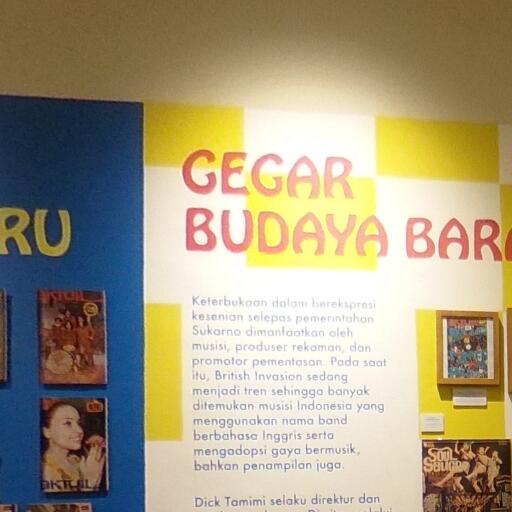 RU
GEGAR
BUDAYA BARA
Keterbukaan dalam berekspresi
kesenian selepas pemerintahan
Sukarno dimanfaatkan oleh
musisi, produser rekaman, dan
promotor pementasan. Pada saat
itu, British Invasion sedang
menjadi tren sehingga banyak
ditemukan musisi Indonesia yang
menggunakan nama band
berbahasa Inggris serta
mengadopsi gaya bermusik,
bahkan penampilan juga.
Dick Tamimi selaku direktur dan
AKTUIL
AKTUIL
Soul